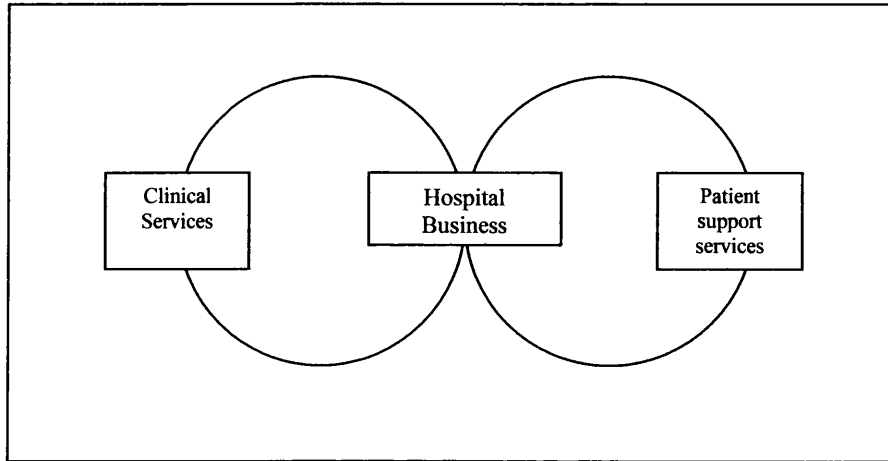 Clinical
Services
Hospital
Business
Patient
support
services